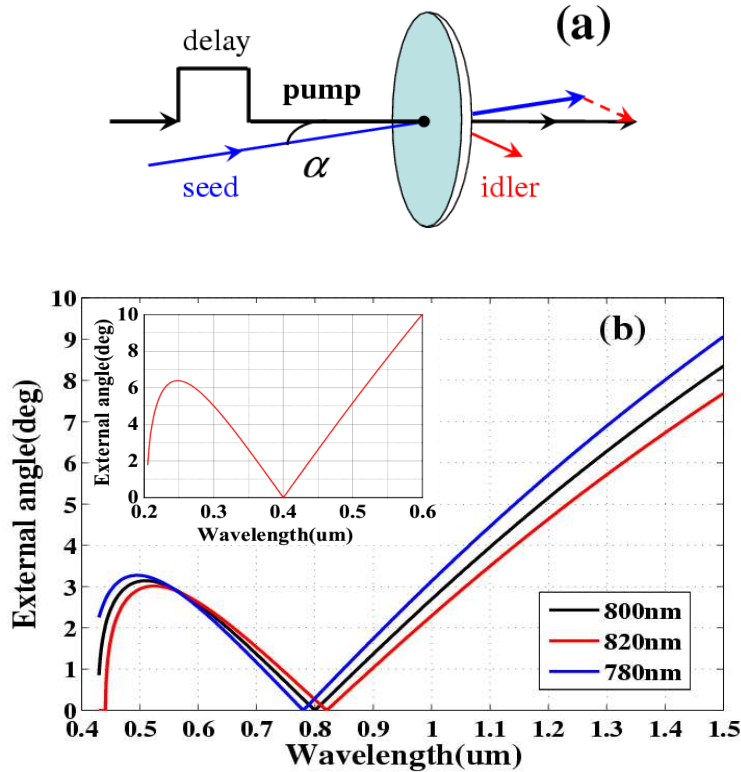 (a)
delay
pump
α
seed
idler
(b)
External angle(deg)
10
9
8
7
6
5
4
3
2
1
0
0.4 0.5 0.6 0.7 0.8 0.9 1 1.1 1.2 1.3 1.4 1.5
Wavelength(um)
External angle(deg)
10
8
6
4
2
0
0.2 0.3 0.4 0.5 0.6
Wavelength(um)
800nm
820nm
780nm